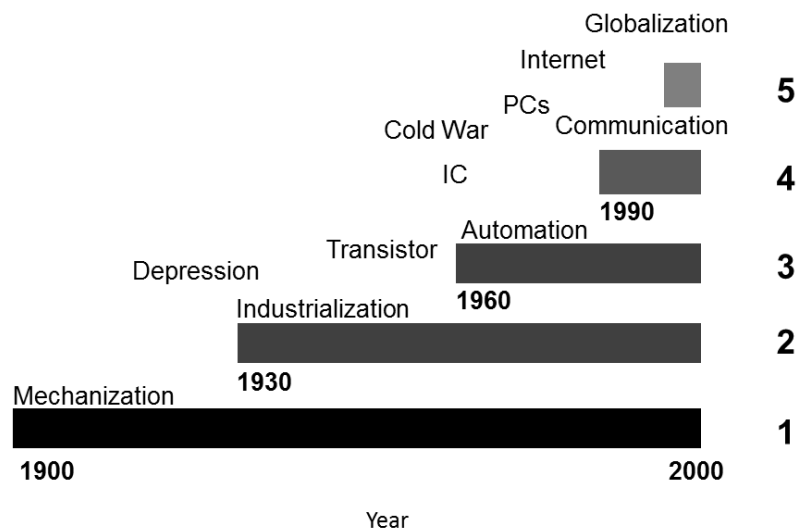 Globalization
Internet
5
PCs
Cold War
Communication
IC
4
1990
Automation
Transistor
3
Depression
1960
Industrialization
2
1930
Mechanization
1
1900
2000
Year